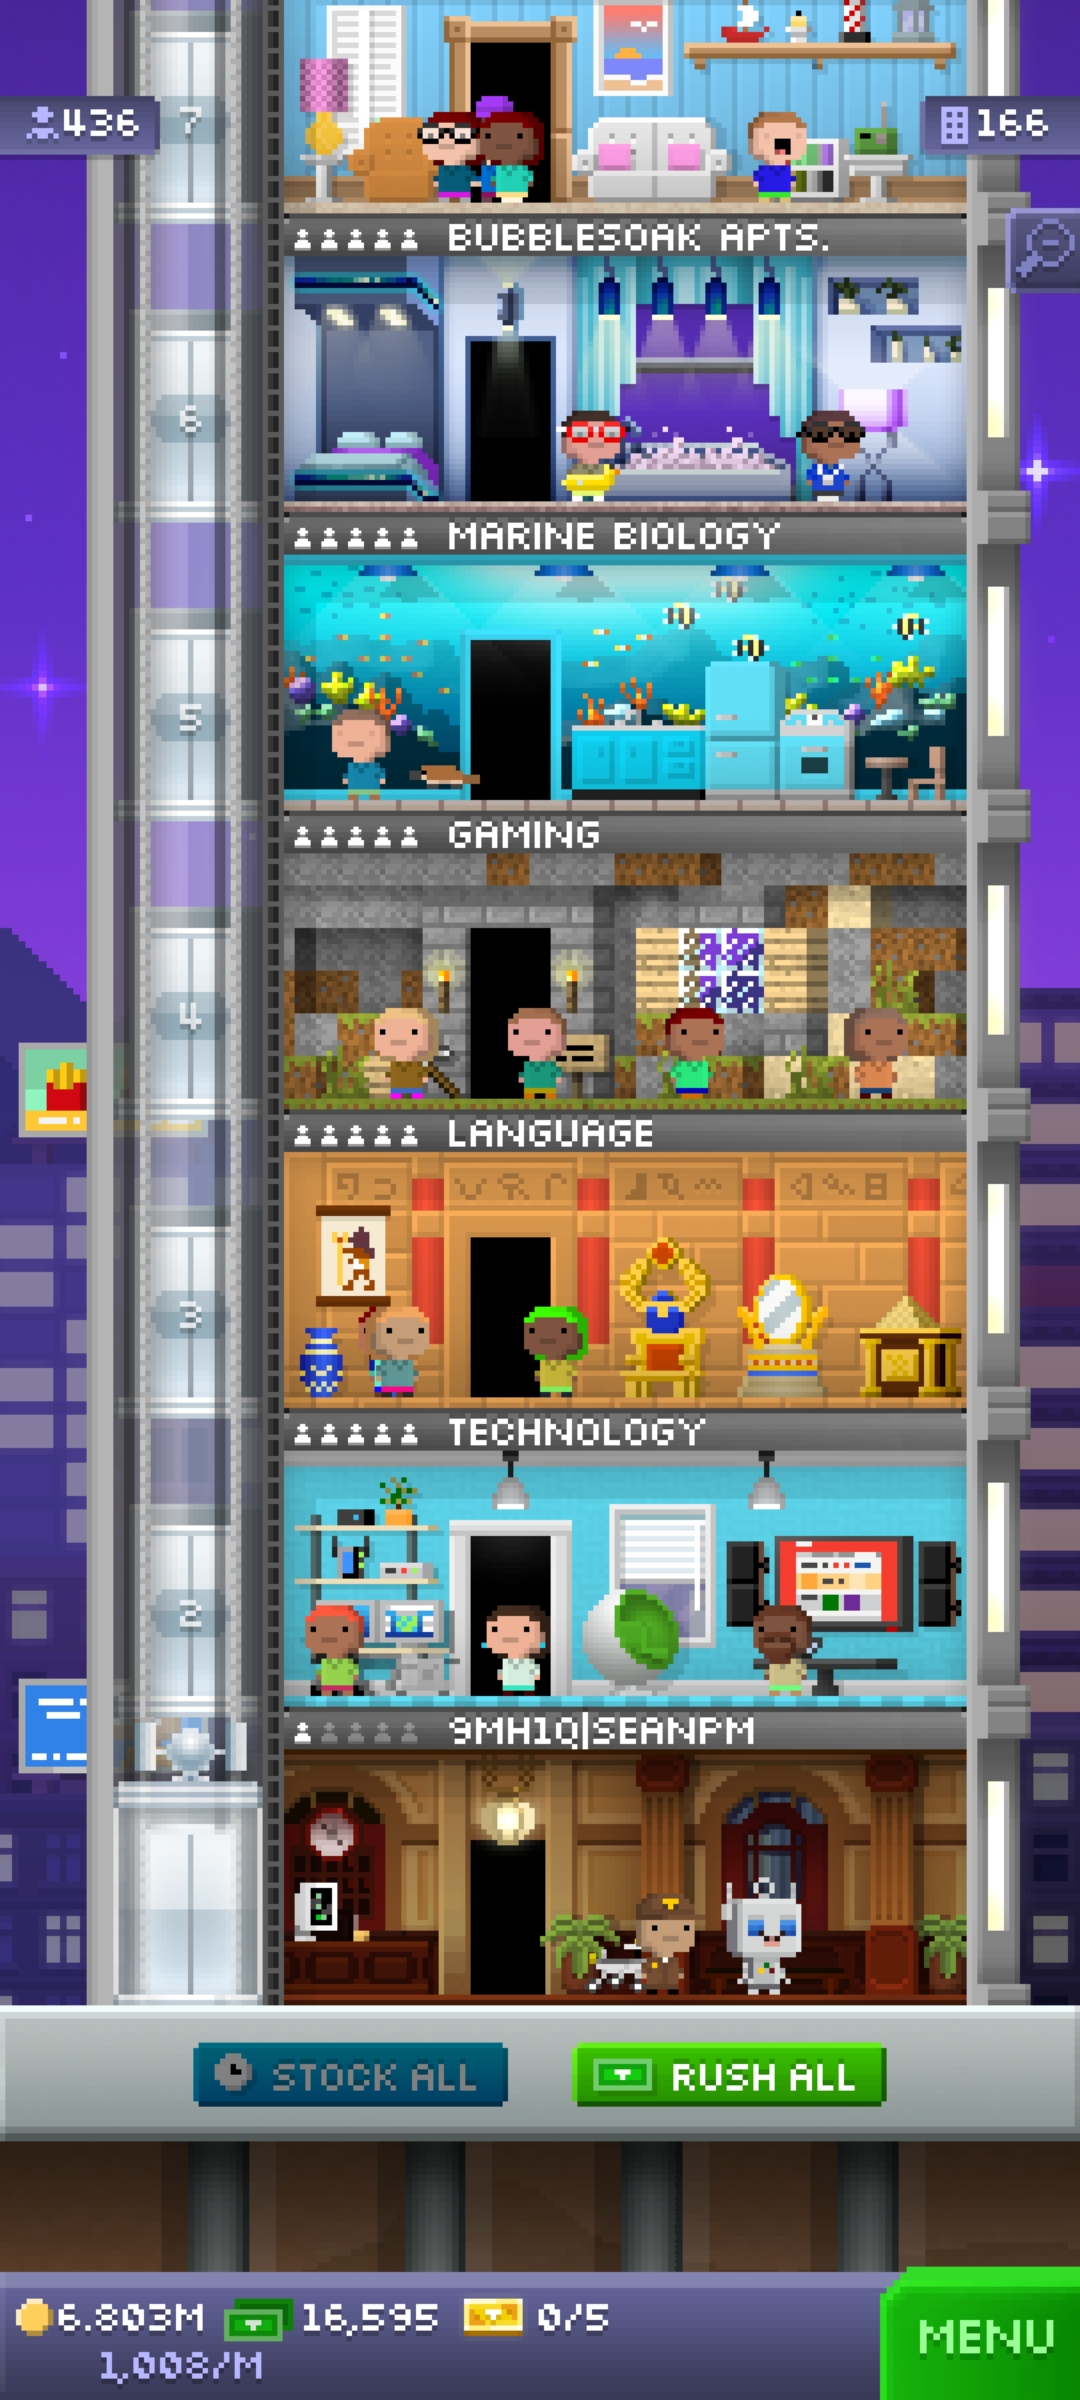 436
166
7
BUBBLESOAK APTS.
6
MARINE BIOLOGY
5
GAMING
4
LANGUAGE
3
TECHNOLOGY
2
9MH1Q|SEANPM
STOCK ALL
RUSH ALL
6.803M 16,595 0/5
1,008/M
MENU